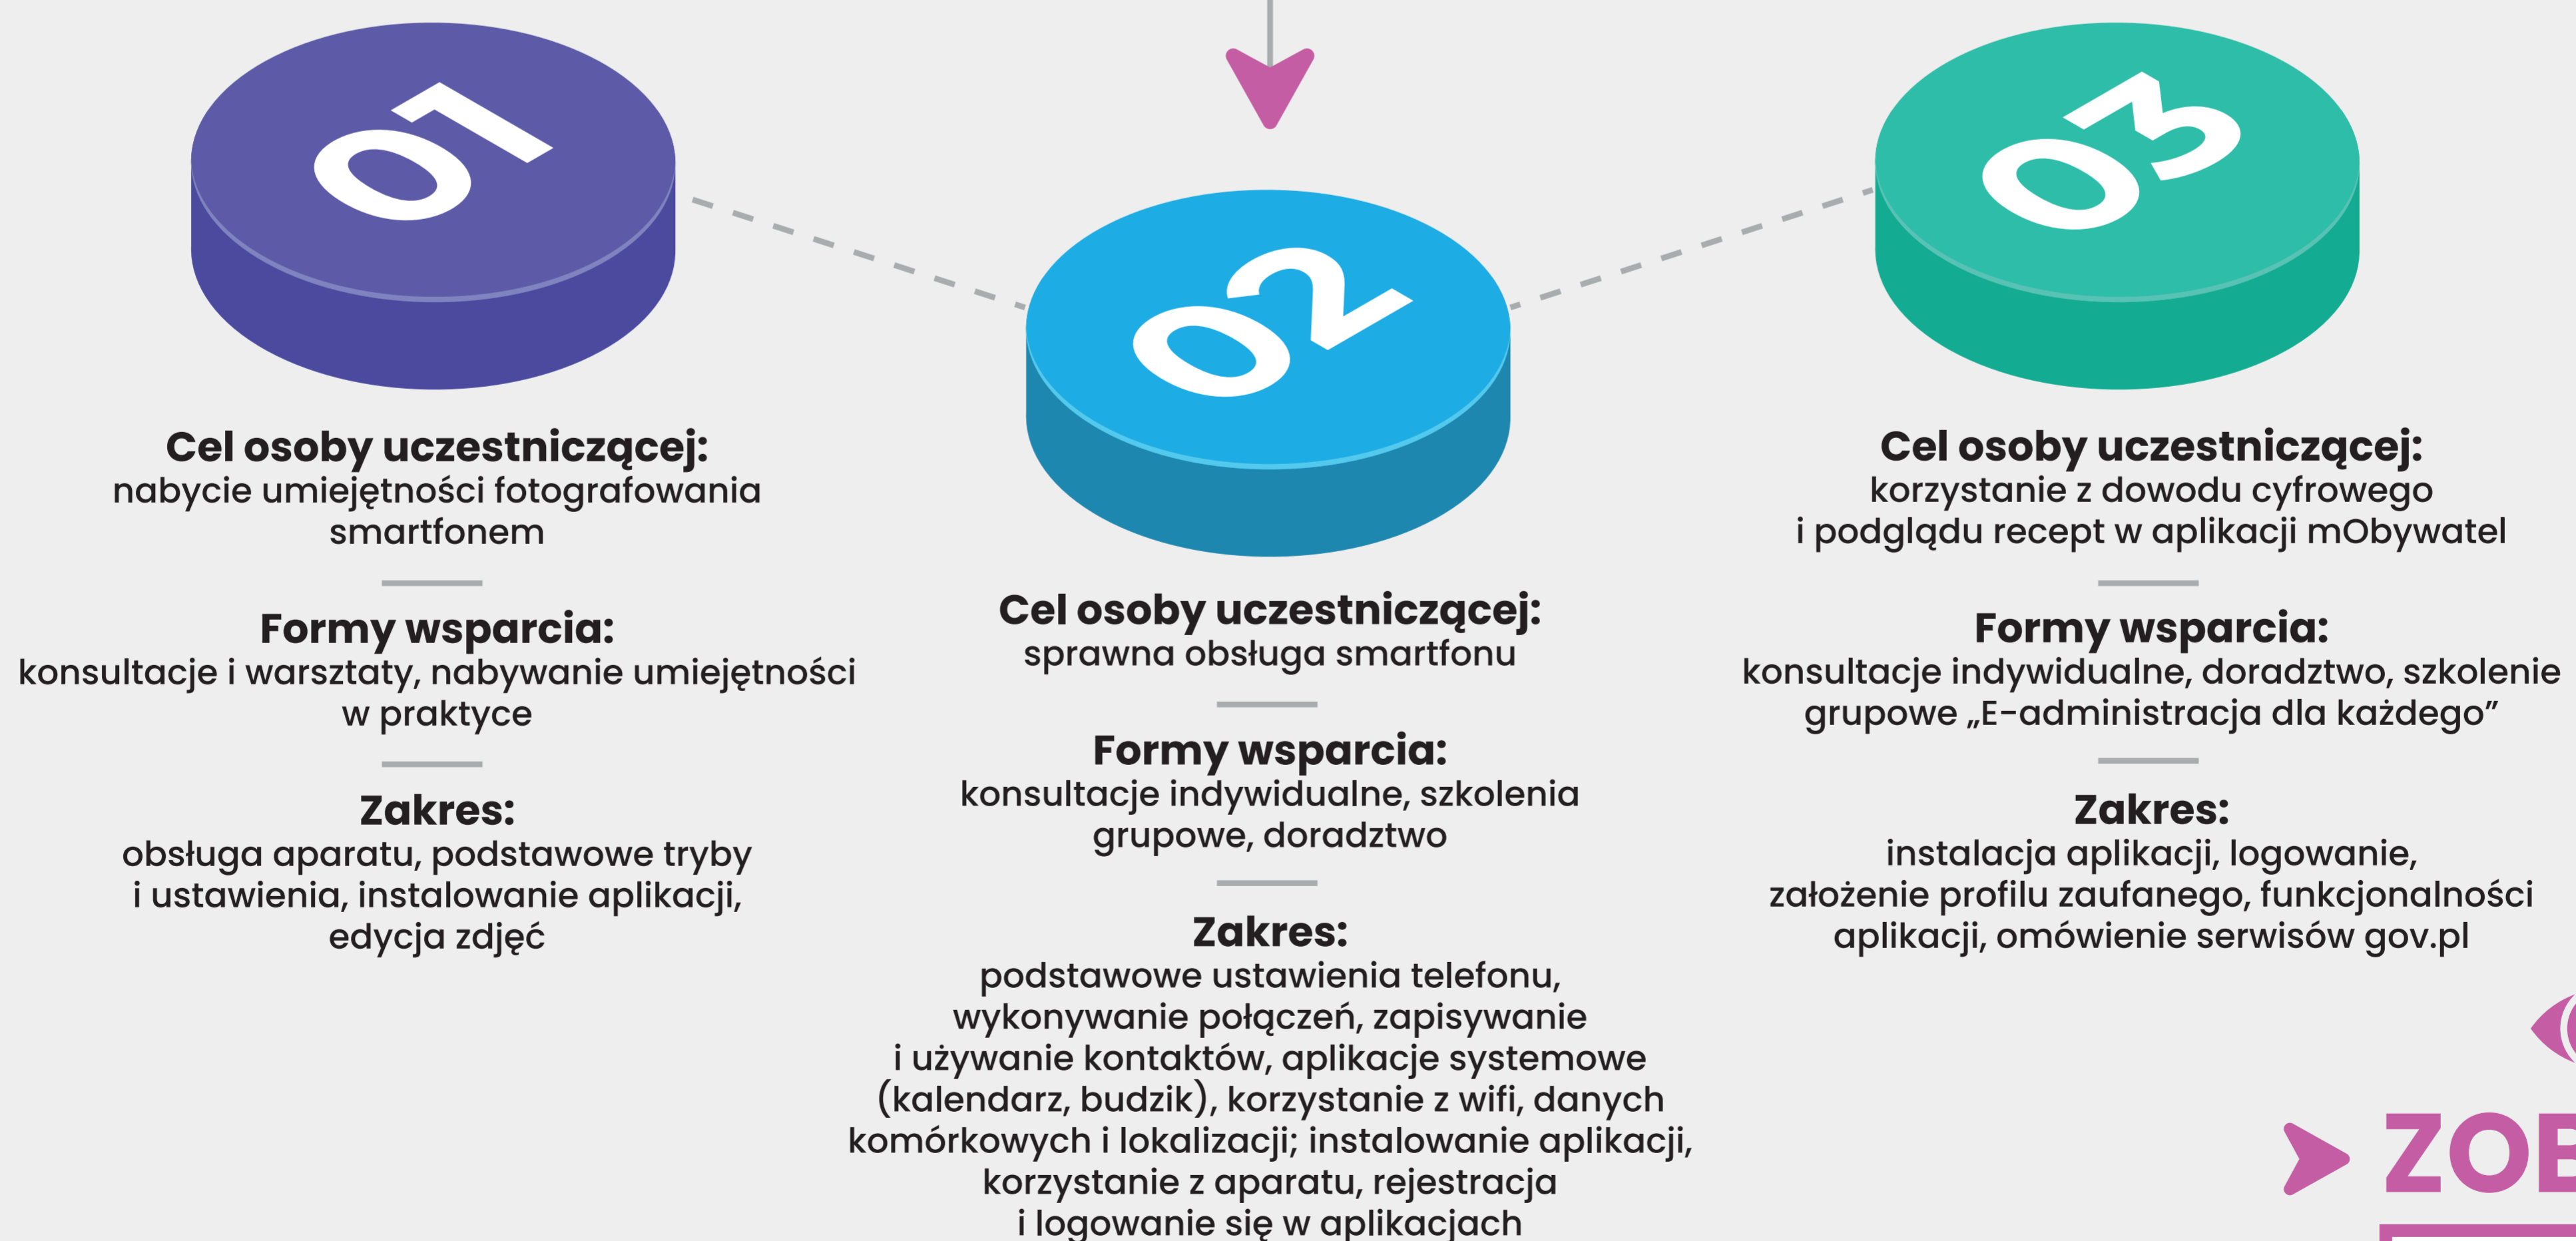 01
Cel osoby uczestniczącej:
nabycie umiejętności fotografowania
smartfonem
Formy wsparcia:
konsultacje i warsztaty, nabywanie umiejętności
w praktyce
Zakres:
obsługa aparatu, podstawowe tryby
i ustawienia, instalowanie aplikacji,
edycja zdjęć
02
Cel osoby uczestniczącej:
sprawna obsługa smartfonu
Formy wsparcia:
konsultacje indywidualne, szkolenia
grupowe, doradztwo
Zakres:
podstawowe ustawienia telefonu,
wykonywanie połączeń, zapisywanie
i używanie kontaktów, aplikacje systemowe
(kalendarz, budzik), korzystanie z wifi, danych
komórkowych i lokalizacji; instalowanie aplikacji,
korzystanie z aparatu, rejestracja
i logowanie się w aplikacjach
03
Cel osoby uczestniczącej:
korzystanie z dowodu cyfrowego
i podglądu recept w aplikacji mObywatel
Formy wsparcia:
konsultacje indywidualne, doradztwo, szkolenie
grupowe „E-administracja dla każdego”
Zakres:
instalacja aplikacji, logowanie,
założenie profilu zaufanego, funkcjonalności
aplikacji, omówienie serwisów gov.pl